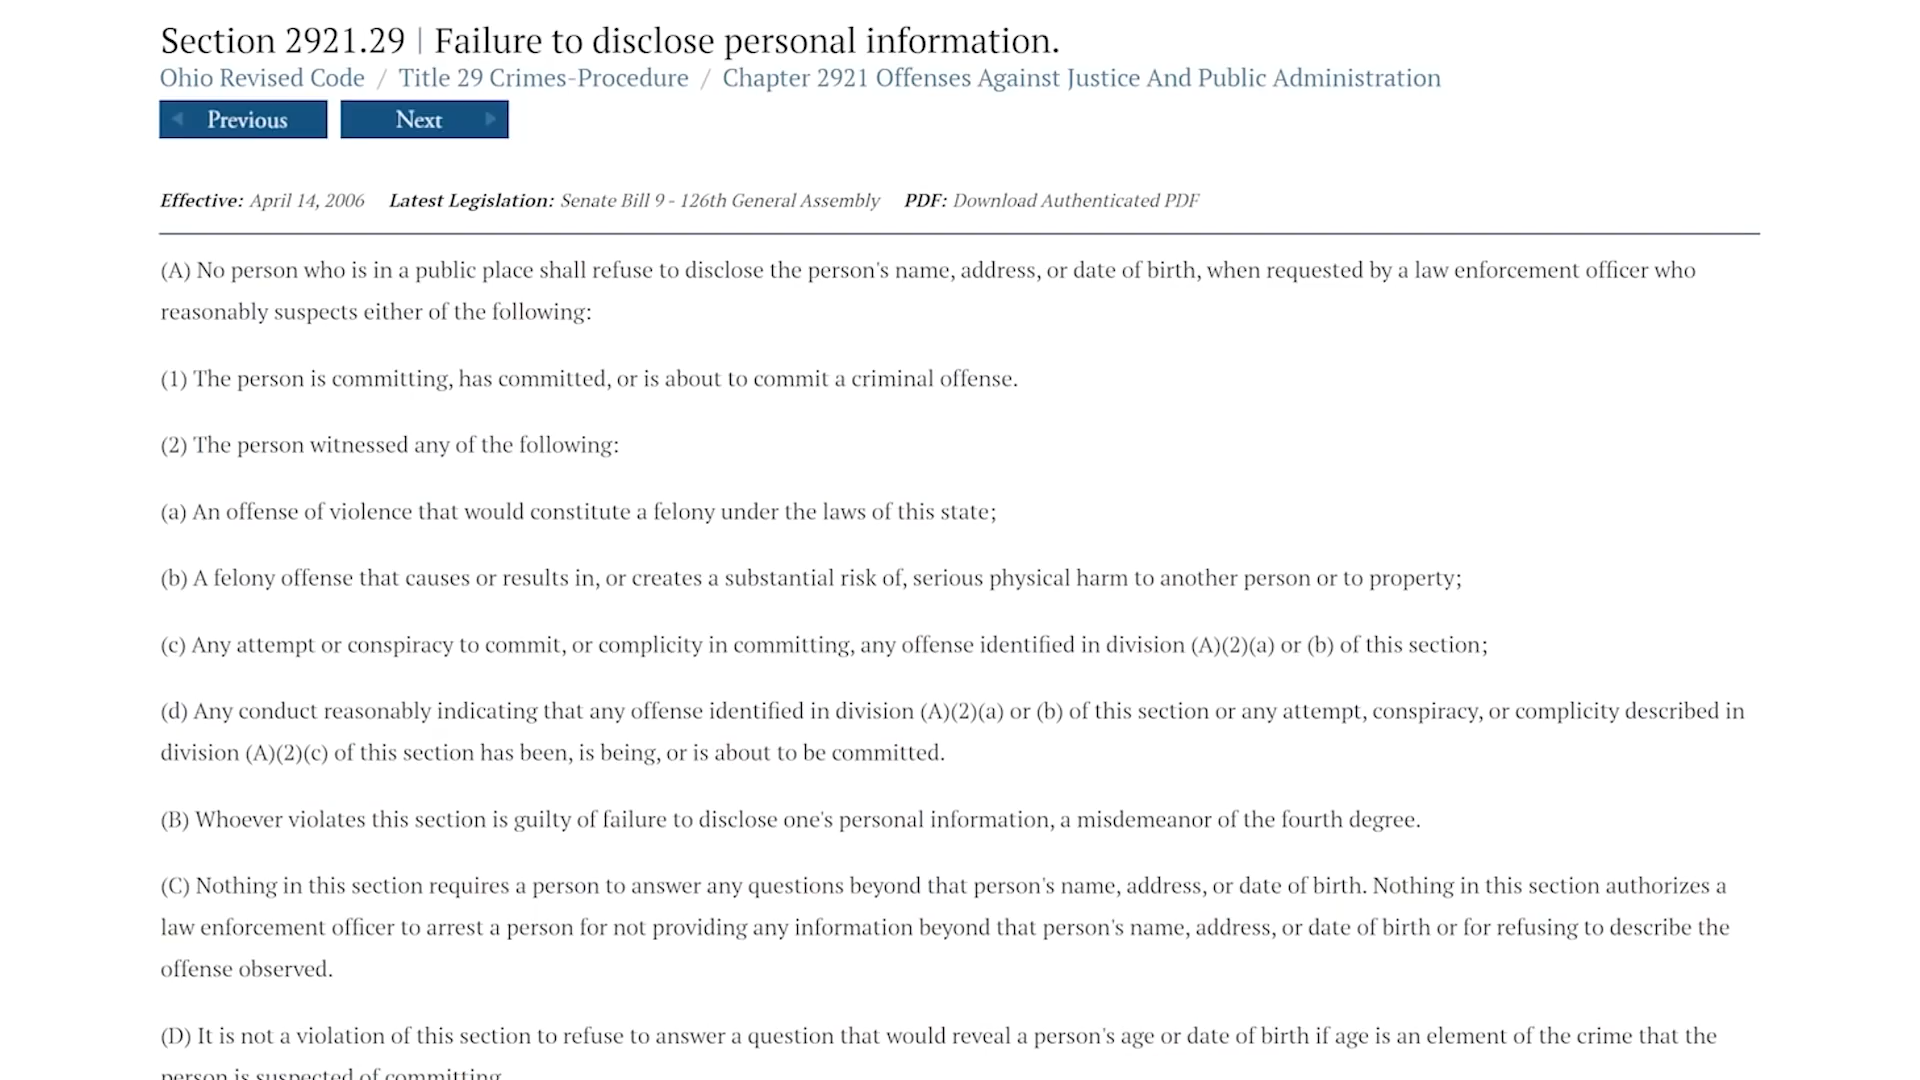 Section 2921.29 | Failure to disclose personal information.
Ohio Revised Code / Title 29 Crimes-Procedure / Chapter 2921 Offenses Against Justice And Public Administration
Previous Next
Effective: April 14, 2006 Latest Legislation: Senate Bill 9 - 126th General Assembly PDF: Download Authenticated PDF
(A) No person who is in a public place shall refuse to disclose the person's name, address, or date of birth, when requested by a law enforcement officer who
reasonably suspects either of the following:
(1) The person is committing, has committed, or is about to commit a criminal offense.
(2) The person witnessed any of the following:
(a) An offense of violence that would constitute a felony under the laws of this state;
(b) A felony offense that causes or results in, or creates a substantial risk of, serious physical harm to another person or to property;
(c) Any attempt or conspiracy to commit, or complicity in committing, any offense identified in division (A)(2)(a) or (b) of this section;
(d) Any conduct reasonably indicating that any offense identified in division (A)(2)(a) or (b) of this section or any attempt, conspiracy, or complicity described in
division (A)(2)(c) of this section has been, is being, or is about to be committed.
(B) Whoever violates this section is guilty of failure to disclose one's personal information, a misdemeanor of the fourth degree.
(C) Nothing in this section requires a person to answer any questions beyond that person's name, address, or date of birth. Nothing in this section authorizes a
law enforcement officer to arrest a person for not providing any information beyond that person's name, address, or date of birth or for refusing to describe the
offense observed.
(D) It is not a violation of this section to refuse to answer a question that would reveal a person's age or date of birth if age is an element of the crime that the
person is suspected of committing.